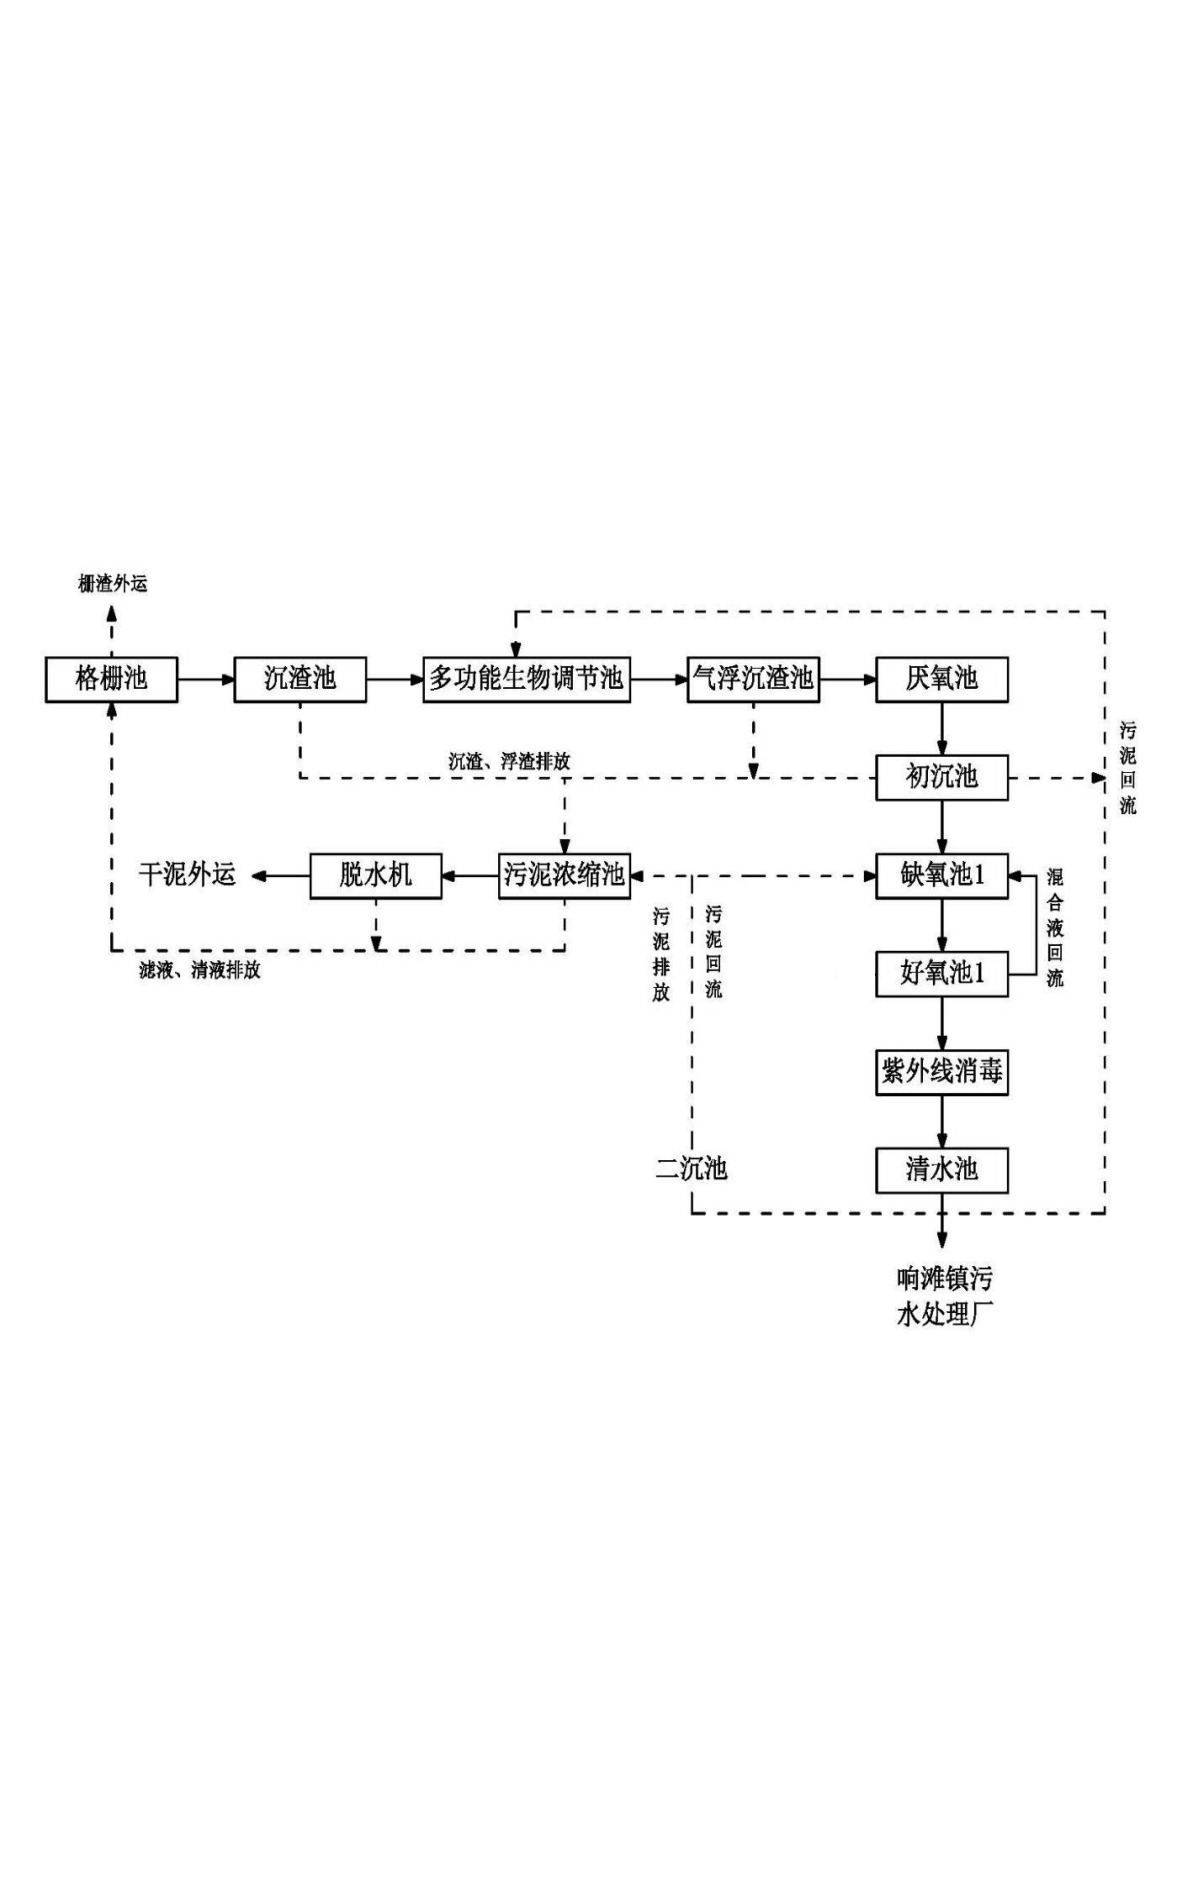 栅渣外运
格栅池
沉渣池
多功能生物调节池
气浮沉渣池
厌氧池
污泥回流
沉渣、浮渣排放
初沉池
干泥外运
脱水机
污泥浓缩池
缺氧池1
混合液回流
污泥排放
污泥回流
滤液、清液排放
好氧池1
紫外线消毒
二沉池
清水池
响滩镇污
水处理厂